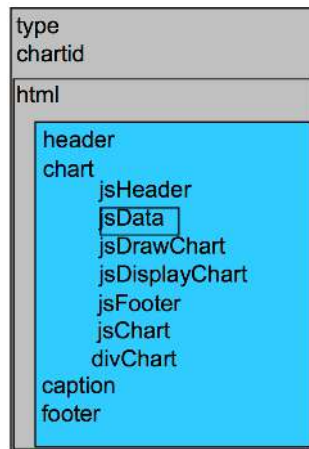 type
chartid
html
header
chart
jsHeader
jsData
jsDrawChart
jsDisplayChart
jsFooter
jsChart
divChart
caption
footer